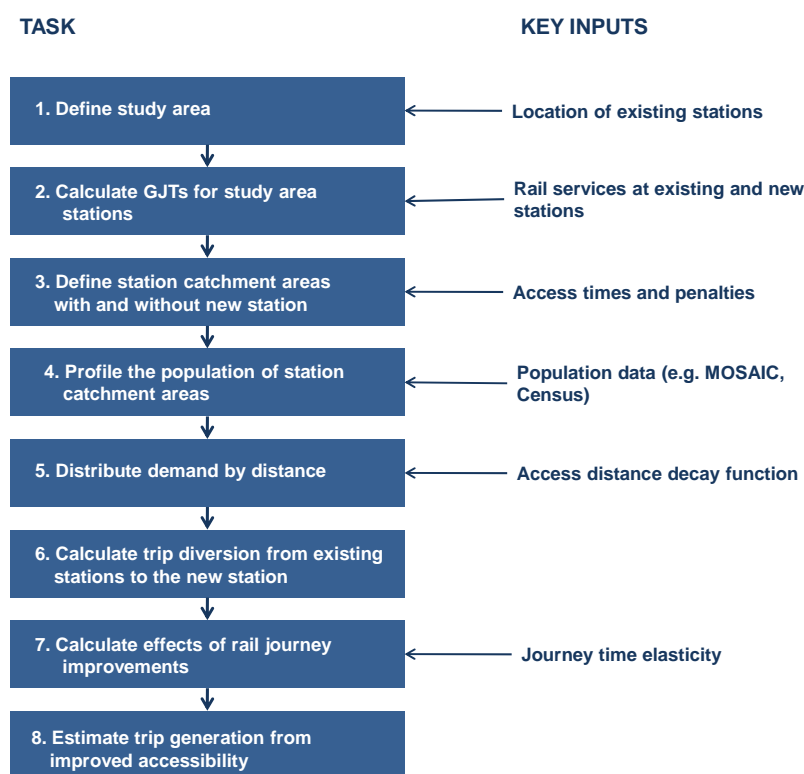 TASK
KEY INPUTS
1. Define study area
Location of existing stations
2. Calculate GJTs for study area
stations
Rail services at existing and new
stations
3. Define station catchment areas
with and without new station
Access times and penalties
4. Profile the population of station
catchment areas
Population data (e.g. MOSAIC,
Census)
5. Distribute demand by distance
Access distance decay function
6. Calculate trip diversion from existing
stations to the new station
7. Calculate effects of rail journey
improvements
Journey time elasticity
8. Estimate trip generation from
improved accessibility